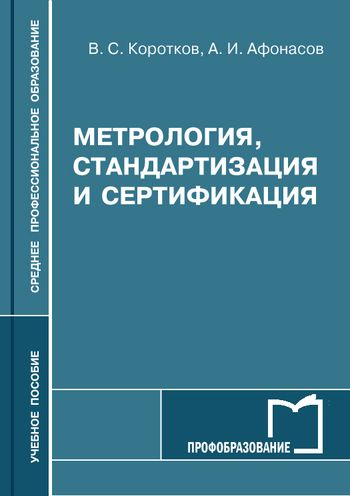 В. С. Коротков, А. И. Афонасов
МЕТРОЛОГИЯ,
СТАНДАРТИЗАЦИЯ
И СЕРТИФИКАЦИЯ
СРЕДНЕЕ ПРОФЕССИОНАЛЬНОЕ ОБРАЗОВАНИЕ
УЧЕБНОЕ ПОСОБИЕ
ПРОФОБРАЗОВАНИЕ